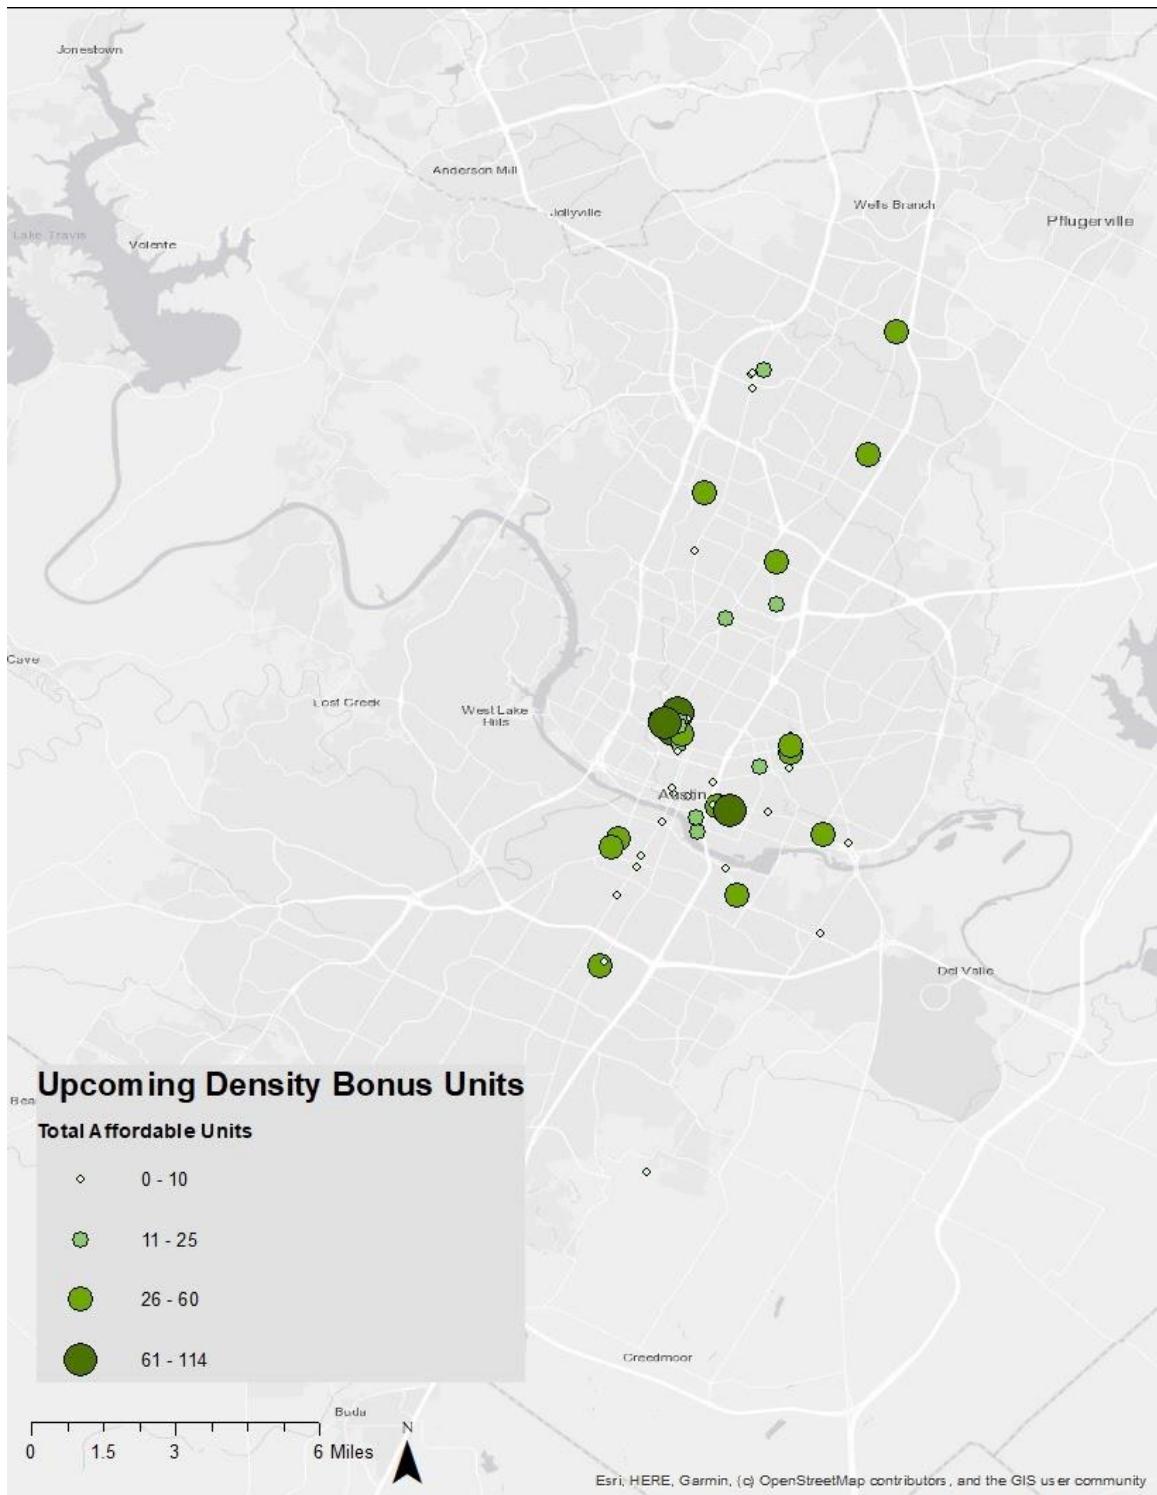 Jonestown
Anderson Mill
Jollyville
Wells Branch
Pflugerville
Lake Travis
Volente
Cave
Lost Creek
West Lake
Hills
Austin
Del Valle
Bea
Upcoming Density Bonus Units
Total Affordable Units
0 - 10
11 - 25
26 - 60
61 - 114
Creedmoor
Buda
N
0 1.5 3 6 Miles
Esri, HERE, Garmin, (c) OpenStreetMap contributors, and the GIS user community